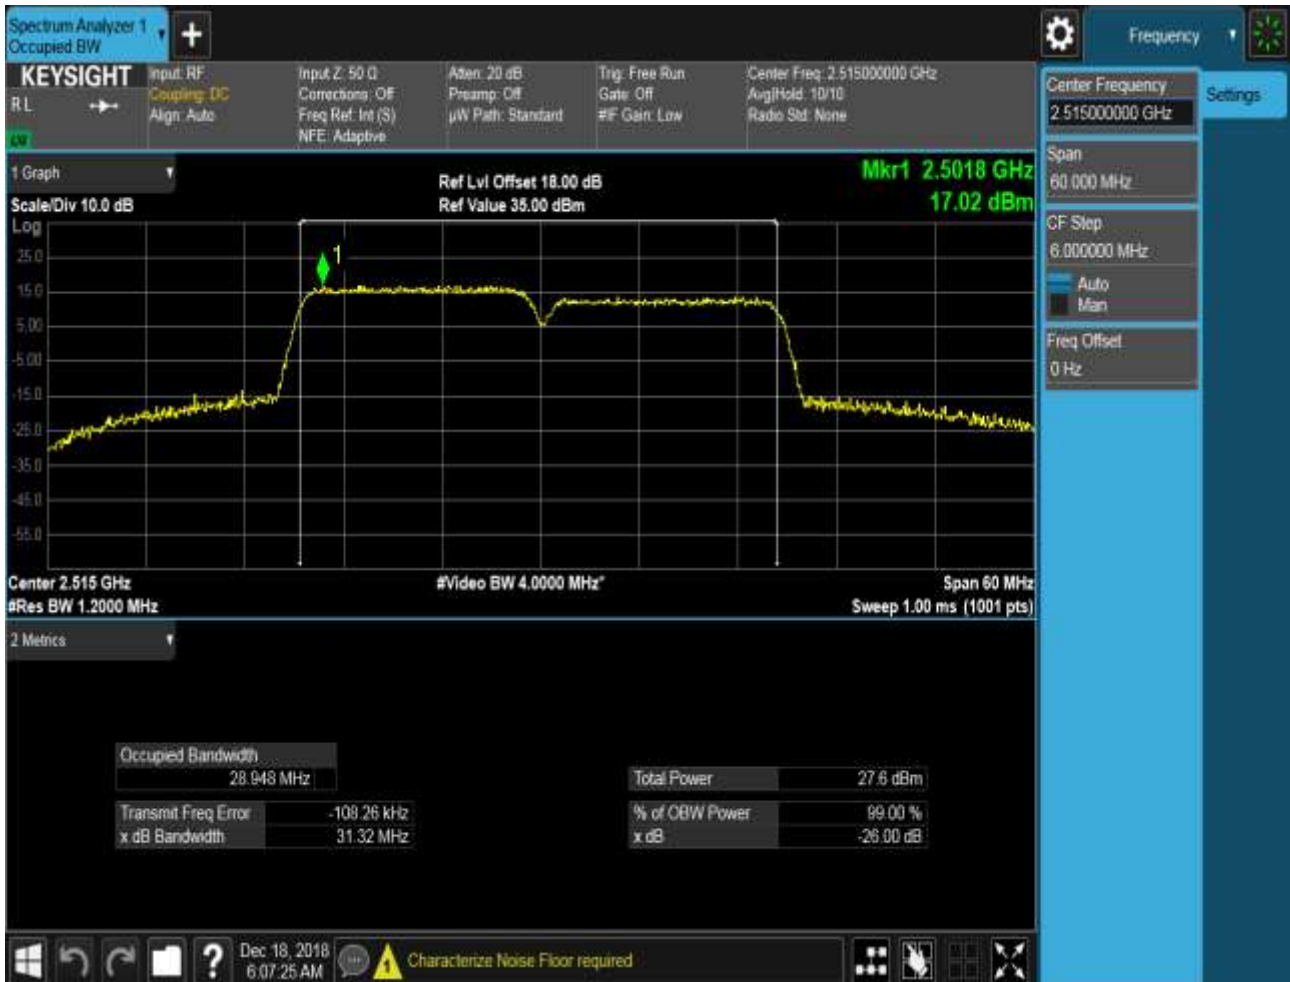 Spectrum Analyzer 1
Occupied BW
Frequency
KEYSIGHT
R L
Input: RF
Coupling: DC
Align: Auto
Input Z: 50 Ω
Corrections: Off
Freq Ref: Int (S)
NFE: Adaptive
Atten: 20 dB
Preamp: Off
µW Path: Standard
Trig: Free Run
Gate: Off
#IF Gain: Low
Center Freq: 2.515000000 GHz
Avg|Hold: 10/10
Radio Std: None
Center Frequency
2.515000000 GHz
Settings
Span
60.000 MHz
CF Step
6.000000 MHz
Auto
Man
Freq Offset
0 Hz
1 Graph
Scale/Div 10.0 dB
Ref Lvl Offset 18.00 dB
Ref Value 35.00 dBm
Mkr1 2.5018 GHz
17.02 dBm
Log
25.0
15.0
5.00
-5.00
-15.0
-25.0
-35.0
-45.0
-55.0
1
Center 2.515 GHz
#Video BW 4.0000 MHz*
Span 60 MHz
#Res BW 1.2000 MHz
Sweep 1.00 ms (1001 pts)
2 Metrics
Occupied Bandwidth
28.948 MHz
Transmit Freq Error -108.26 kHz
x dB Bandwidth 31.32 MHz
Total Power 27.6 dBm
% of OBW Power 99.00 %
x dB -26.00 dB
Dec 18, 2018
6:07:25 AM
Characterize Noise Floor required